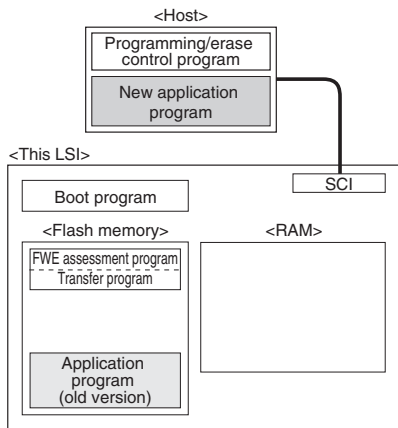 <Host>
Programming/erase
control program
New application
program
<This LSI>
SCI
Boot program
<Flash memory>
<RAM>
FWE assessment program
Transfer program
Application
program
(old version)